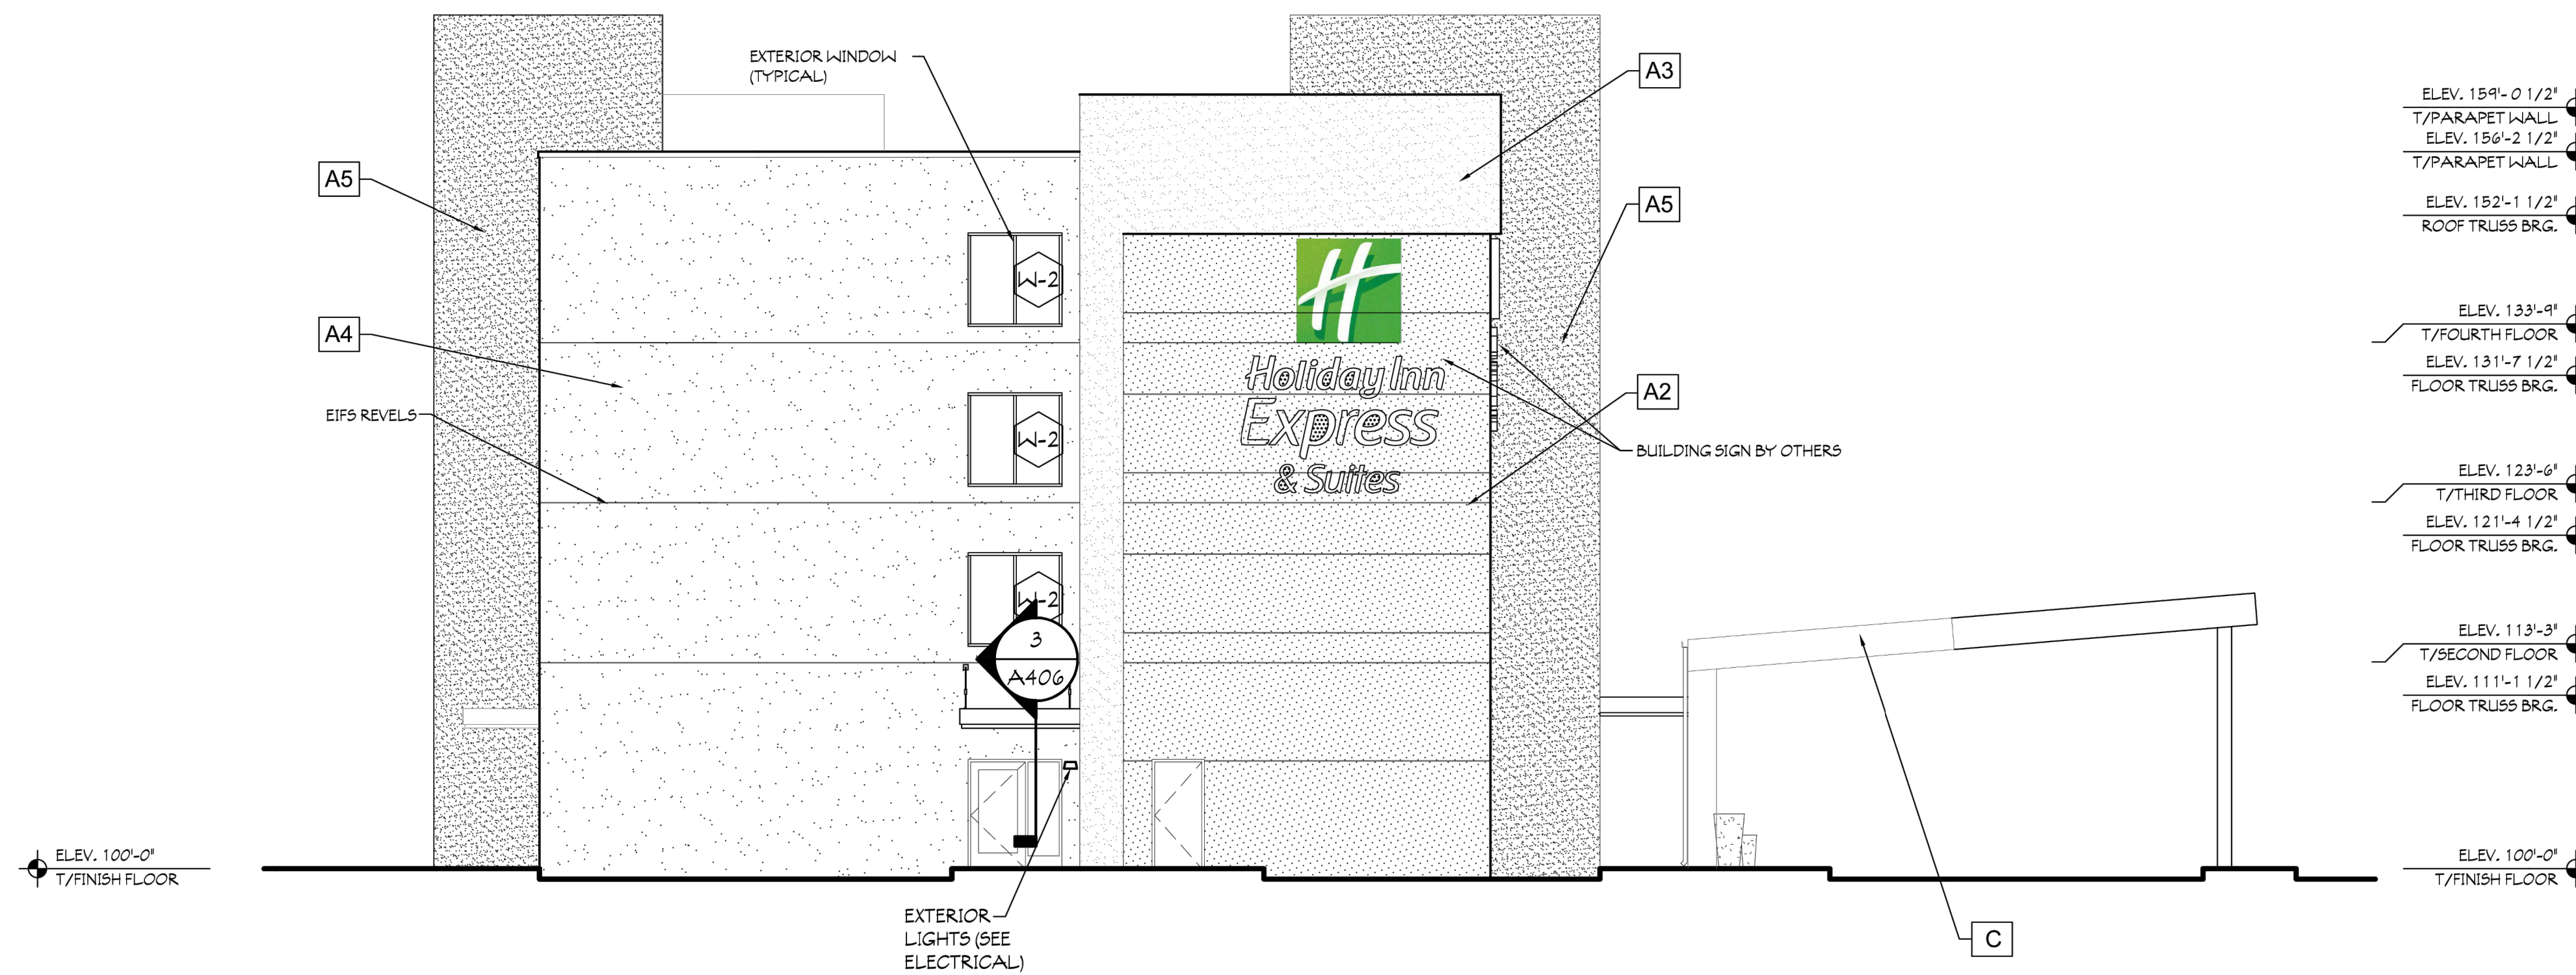 EXTERIOR WINDOW
(TYPICAL)
A3
ELEV. 159'- 0 1/2"
T/PARAPET WALL
ELEV. 156'-2 1/2"
T/PARAPET WALL
A5
A5
ELEV. 152'-1 1/2"
ROOF TRUSS BRG.
W-2
A4
ELEV. 133'-9"
T/FOURTH FLOOR
ELEV. 131'-7 1/2"
FLOOR TRUSS BRG.
Holiday Inn
Express
& Suites
A2
EIFS REVELS
W-2
BUILDING SIGN BY OTHERS
ELEV. 123'-6"
T/THIRD FLOOR
ELEV. 121'-4 1/2"
FLOOR TRUSS BRG.
W-2
3
A406
ELEV. 113'-3"
T/SECOND FLOOR
ELEV. 111'-1 1/2"
FLOOR TRUSS BRG.
ELEV. 100'-0"
T/FINISH FLOOR
ELEV. 100'-0"
T/FINISH FLOOR
EXTERIOR
LIGHTS (SEE
ELECTRICAL)
C